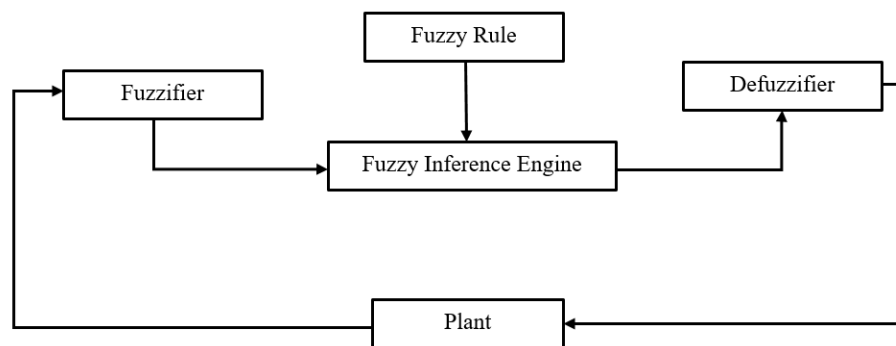 Fuzzy Rule
Fuzzifier
Defuzzifier
Fuzzy Inference Engine
Plant